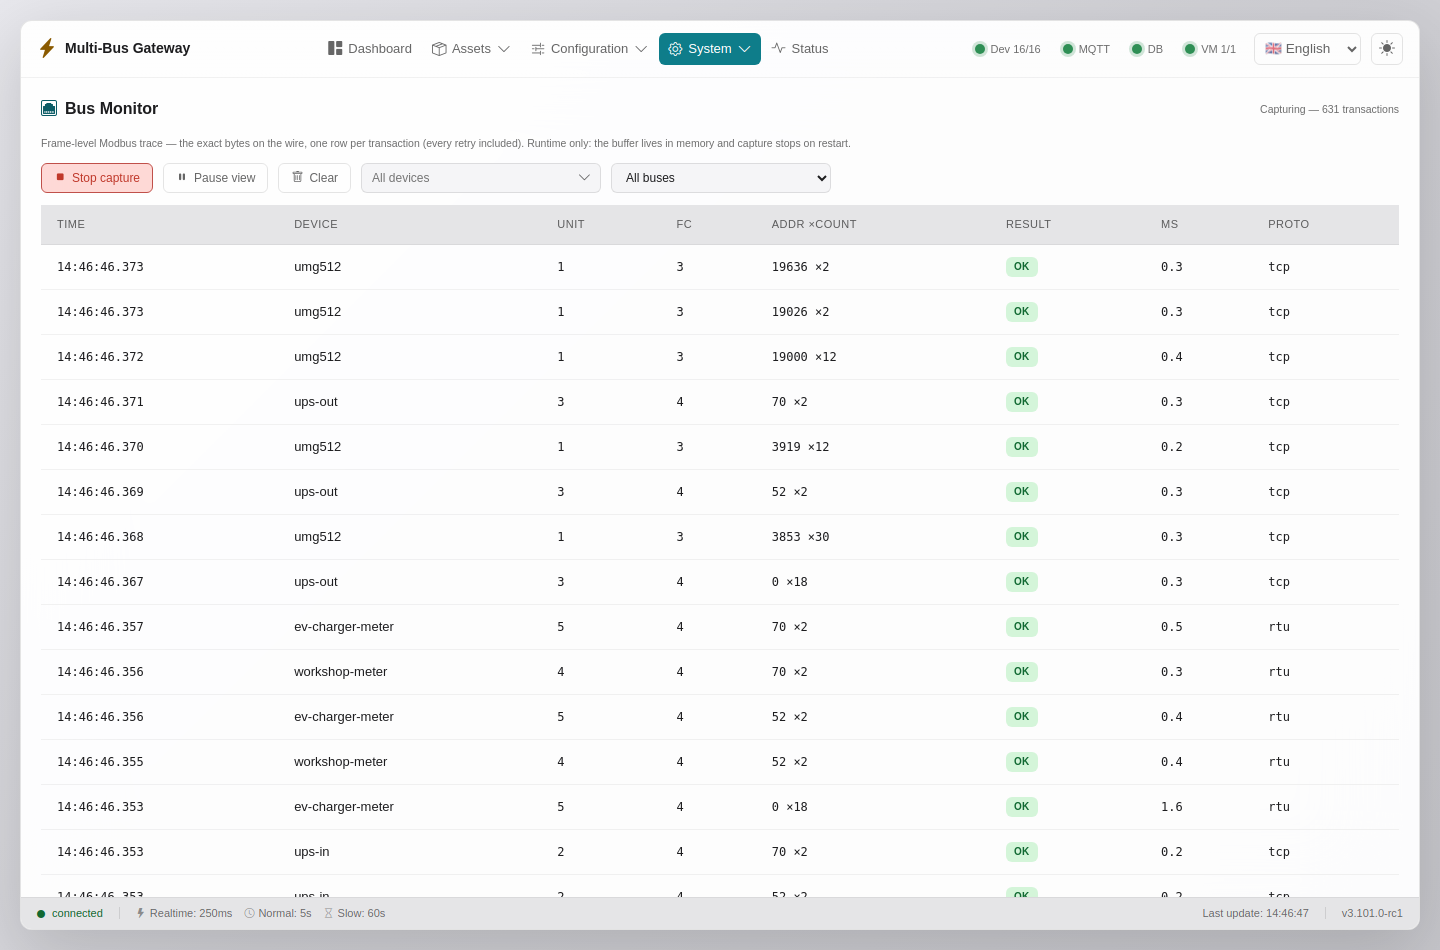 Multi-Bus Gateway Dashboard Assets Configuration System Status Dev 16/16 MQTT DB VM 1/1 🇬🇧 English
Bus Monitor Capturing — 631 transactions
Frame-level Modbus trace — the exact bytes on the wire, one row per transaction (every retry included). Runtime only: the buffer lives in memory and capture stops on restart.
Stop capture Pause view Clear All devices All buses
TIME DEVICE UNIT FC ADDR ×COUNT RESULT MS PROTO
14:46:46.373 umg512 1 3 19636 ×2 OK 0.3 tcp
14:46:46.373 umg512 1 3 19026 ×2 OK 0.3 tcp
14:46:46.372 umg512 1 3 19000 ×12 OK 0.4 tcp
14:46:46.371 ups-out 3 4 70 ×2 OK 0.3 tcp
14:46:46.370 umg512 1 3 3919 ×12 OK 0.2 tcp
14:46:46.369 ups-out 3 4 52 ×2 OK 0.3 tcp
14:46:46.368 umg512 1 3 3853 ×30 OK 0.3 tcp
14:46:46.367 ups-out 3 4 0 ×18 OK 0.3 tcp
14:46:46.357 ev-charger-meter 5 4 70 ×2 OK 0.5 rtu
14:46:46.356 workshop-meter 4 4 70 ×2 OK 0.3 rtu
14:46:46.356 ev-charger-meter 5 4 52 ×2 OK 0.4 rtu
14:46:46.355 workshop-meter 4 4 52 ×2 OK 0.4 rtu
14:46:46.353 ev-charger-meter 5 4 0 ×18 OK 1.6 rtu
14:46:46.353 ups-in 2 4 70 ×2 OK 0.2 tcp
14:46:46.353 ups-in 2 4 52 ×2 OK 0.2 tcp
connected Realtime: 250ms Normal: 5s Slow: 60s Last update: 14:46:47 v3.101.0-rc1